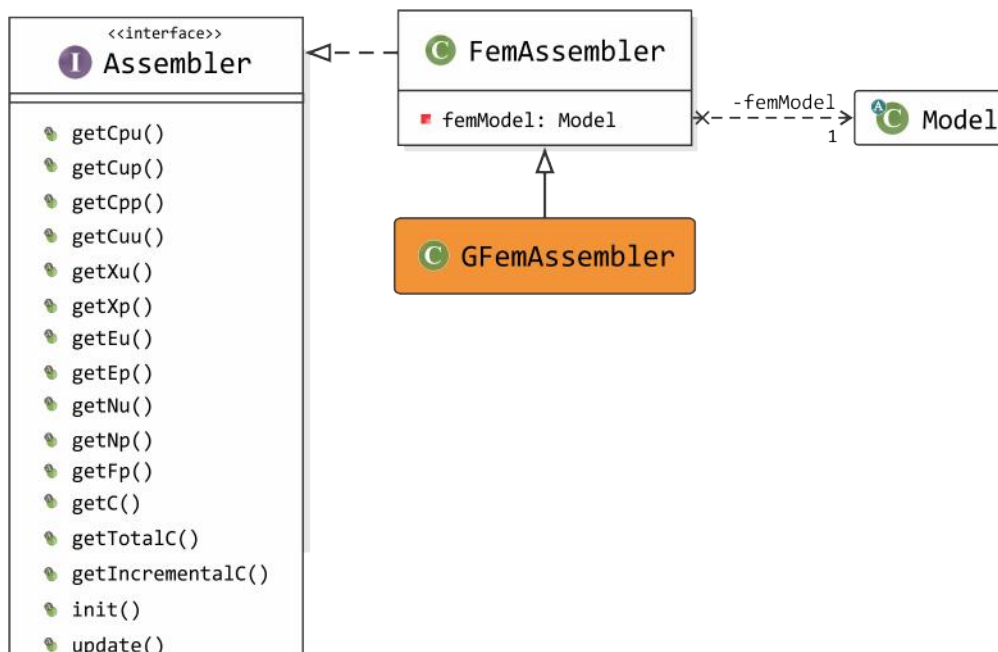 <<interface>>
I Assembler
getCpu()
getCup()
getCpp()
getCuu()
getXu()
getXp()
getEu()
getEp()
getNu()
getNp()
getFp()
getC()
getTotalC()
getIncrementalC()
init()
update()
C FemAssembler
femModel: Model
C GFemAssembler
-femModel
1
A C Model